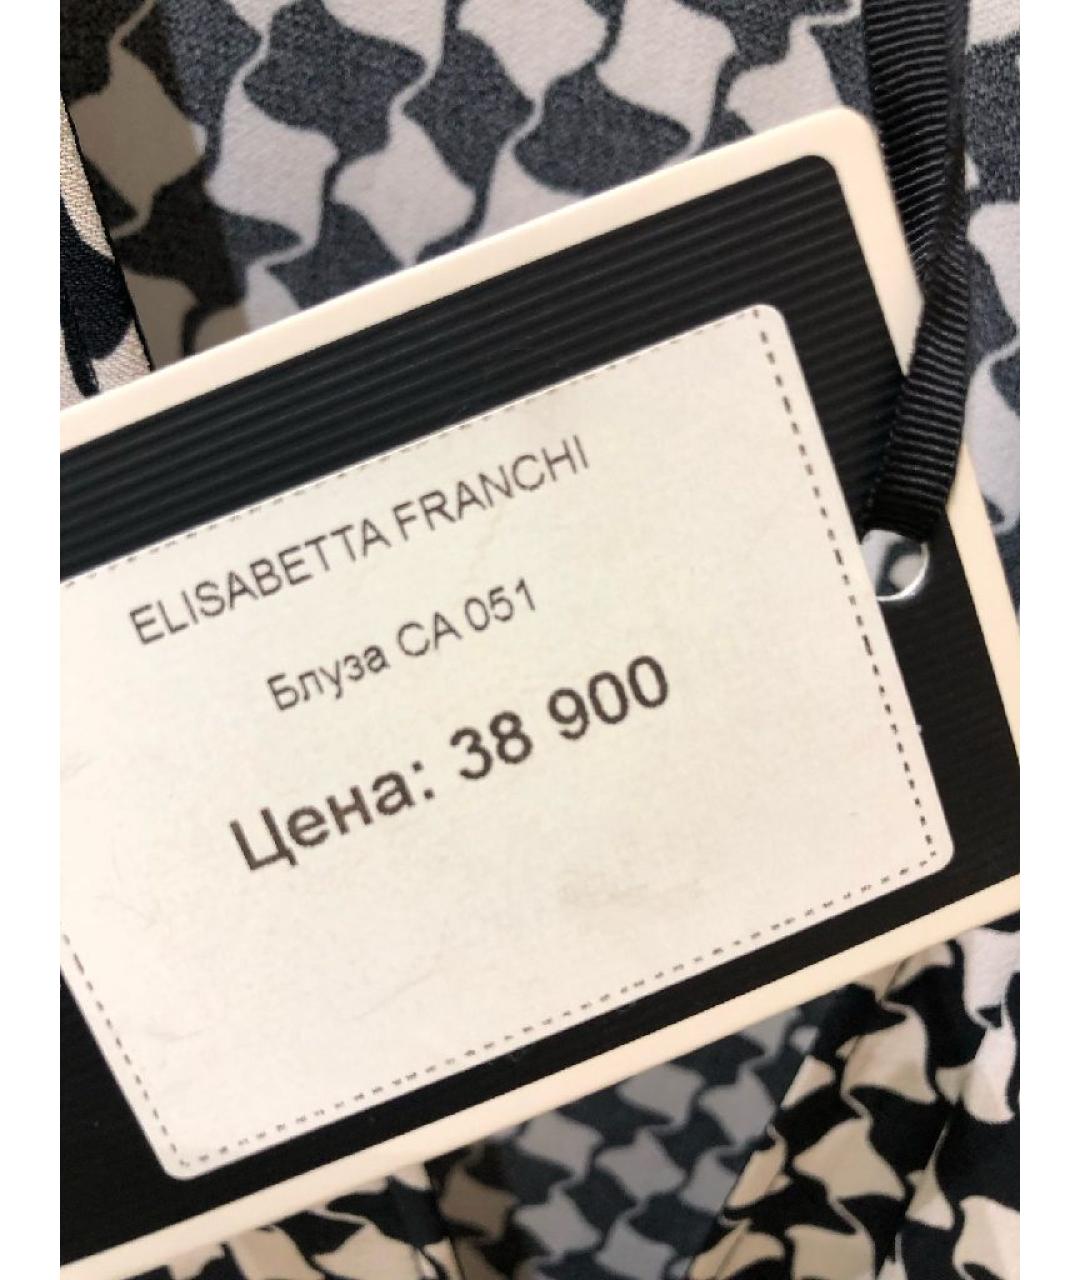 ELISABETTA FRANCHI
Блуза CA 051
Цена: 38 900